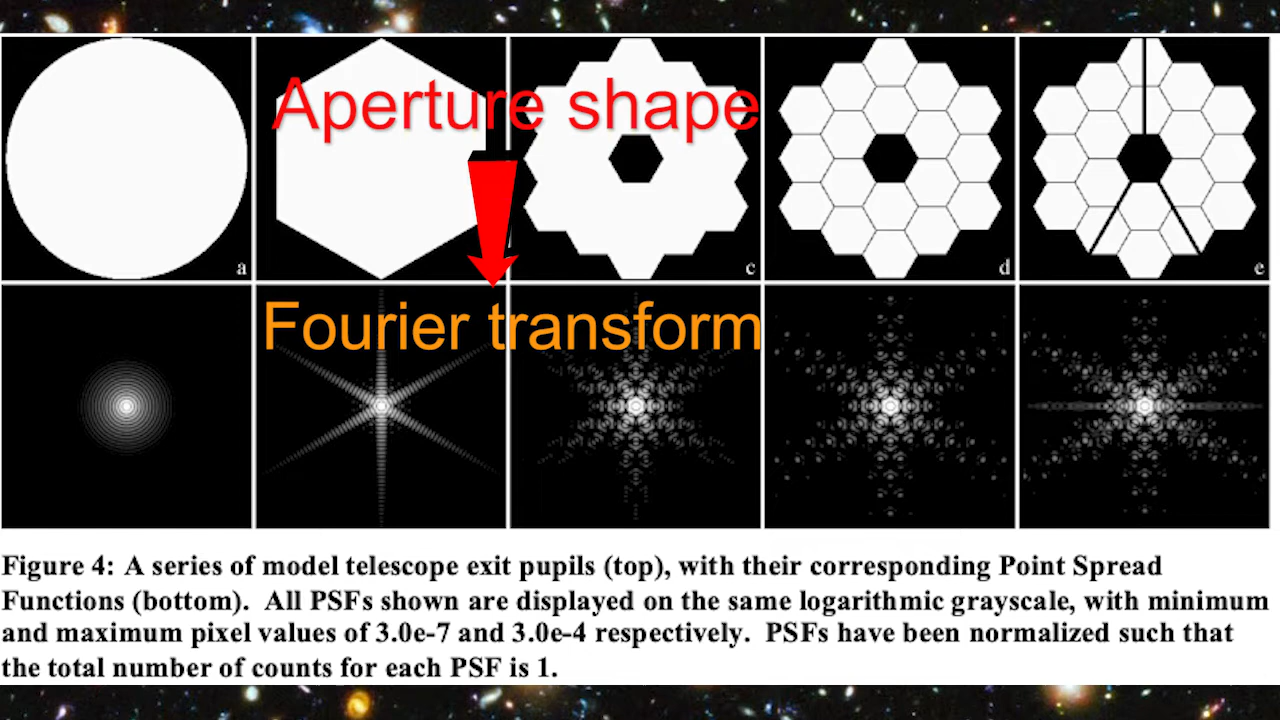 Aperture shape
a
c
d
e
Fourier transform
Figure 4: A series of model telescope exit pupils (top), with their corresponding Point Spread
Functions (bottom).  All PSFs shown are displayed on the same logarithmic grayscale, with minimum
and maximum pixel values of 3.0e-7 and 3.0e-4 respectively.  PSFs have been normalized such that
the total number of counts for each PSF is 1.